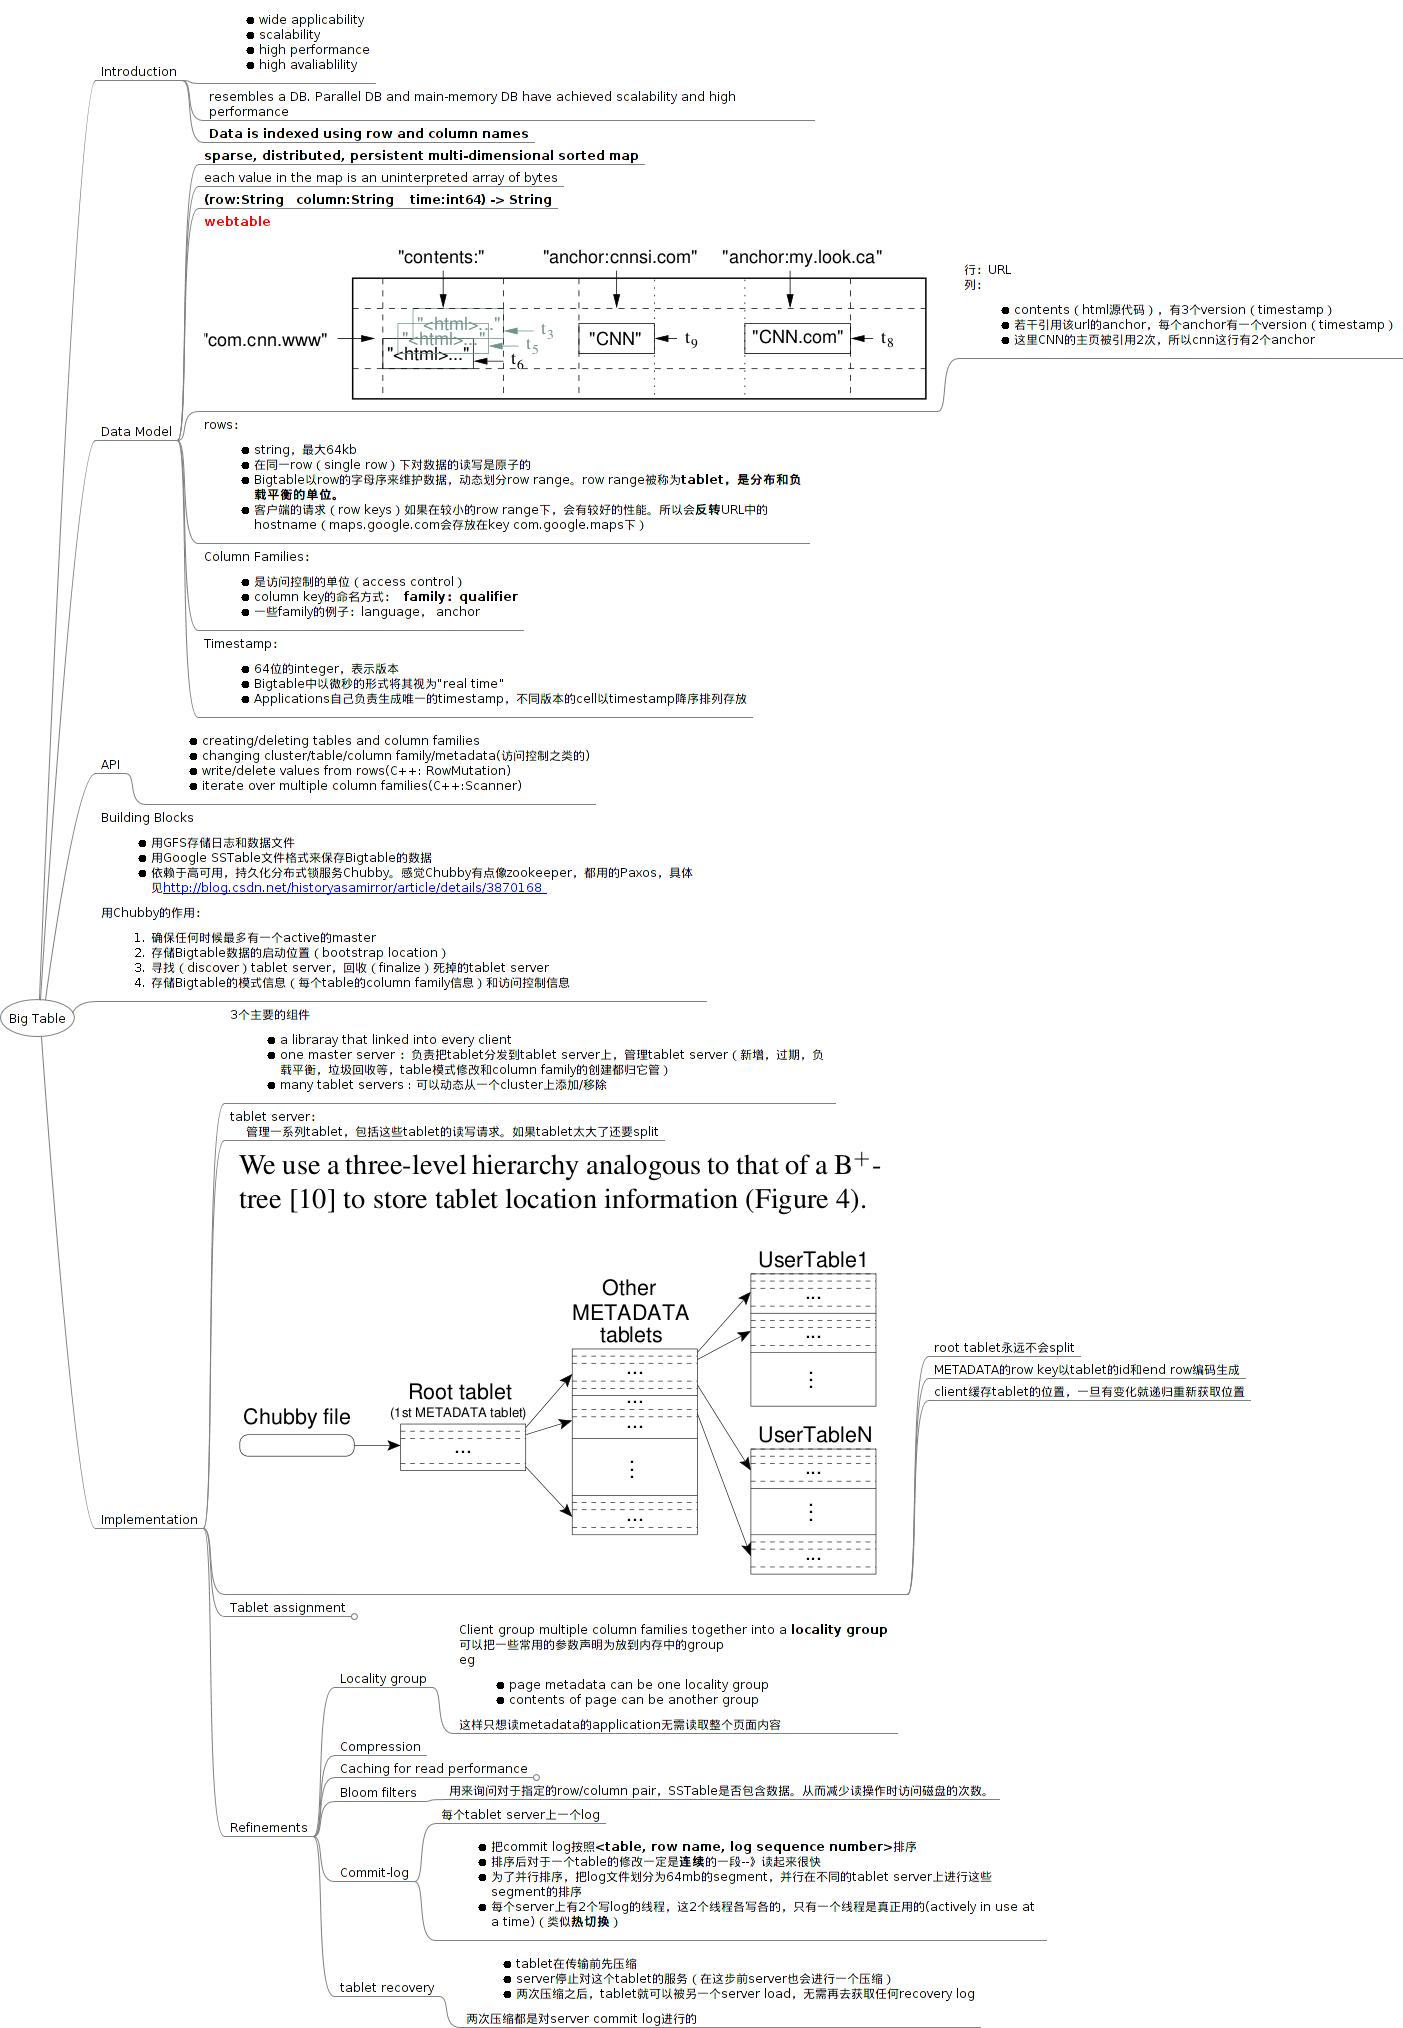 wide applicability
scalability
high performance
high avaliablility
Introduction
resembles a DB. Parallel DB and main-memory DB have achieved scalability and high
performance
Data is indexed using row and column names
sparse, distributed, persistent multi-dimensional sorted map
each value in the map is an uninterpreted array of bytes
(row:String column:String time:int64) -> String
webtable
"contents:" "anchor:cnnsi.com" "anchor:my.look.ca"
"com.cnn.www"
"<html>..." t3
"<html>..." t5
"<html>..." t6
"CNN" t9
"CNN.com" t8
行：URL
列：
contents（html源代码），有3个version（timestamp）
若干引用该url的anchor，每个anchor有一个version（timestamp）
这里CNN的主页被引用2次，所以cnn这行有2个anchor
Data Model
rows:
string，最大64kb
在同一row（single row）下对数据的读写是原子的
Bigtable以row的字母序来维护数据，动态划分row range。row range被称为tablet，是分布和负
载平衡的单位。
客户端的请求（row keys）如果在较小的row range下，会有较好的性能。所以会反转URL中的
hostname（maps.google.com会存放在key com.google.maps下）
Column Families:
是访问控制的单位（access control）
column key的命名方式： family：qualifier
一些family的例子：language， anchor
Timestamp:
64位的integer，表示版本
Bigtable中以微秒的形式将其视为"real time"
Applications自己负责生成唯一的timestamp，不同版本的cell以timestamp降序排列存放
API
creating/deleting tables and column families
changing cluster/table/column family/metadata(访问控制之类的)
write/delete values from rows(C++: RowMutation)
iterate over multiple column families(C++:Scanner)
Building Blocks
用GFS存储日志和数据文件
用Google SSTable文件格式来保存Bigtable的数据
依赖于高可用，持久化分布式锁服务Chubby。感觉Chubby有点像zookeeper，都用的Paxos，具体
见http://blog.csdn.net/historyasamirror/article/details/3870168
用Chubby的作用：
1. 确保任何时候最多有一个active的master
2. 存储Bigtable数据的启动位置（bootstrap location）
3. 寻找（discover）tablet server，回收（finalize）死掉的tablet server
4. 存储Bigtable的模式信息（每个table的column family信息）和访问控制信息
Big Table
3个主要的组件
a libraray that linked into every client
one master server ：负责把tablet分发到tablet server上，管理tablet server（新增，过期，负
载平衡，垃圾回收等，table模式修改和column family的创建都归它管）
many tablet servers：可以动态从一个cluster上添加/移除
tablet server:
管理一系列tablet，包括这些tablet的读写请求。如果tablet太大了还要split
We use a three-level hierarchy analogous to that of a B+-
tree [10] to store tablet location information (Figure 4).
UserTable1
...
...
⋮
Other
METADATA
tablets
...
...
...
⋮
...
Root tablet
(1st METADATA tablet)
...
Chubby file
UserTableN
...
⋮
...
root tablet永远不会split
METADATA的row key以tablet的id和end row编码生成
client缓存tablet的位置，一旦有变化就递归重新获取位置
Implementation
Tablet assignment
Client group multiple column families together into a locality group
可以把一些常用的参数声明为放到内存中的group
eg
Locality group
page metadata can be one locality group
contents of page can be another group
这样只想读metadata的application无需读取整个页面内容
Compression
Caching for read performance
Bloom filters
用来询问对于指定的row/column pair，SSTable是否包含数据。从而减少读操作时访问磁盘的次数。
Refinements
每个tablet server上一个log
Commit-log
把commit log按照<table, row name, log sequence number>排序
排序后对于一个table的修改一定是连续的一段--》读起来很快
为了并行排序，把log文件划分为64mb的segment，并行在不同的tablet server上进行这些
segment的排序
每个server上有2个写log的线程，这2个线程各写各的，只有一个线程是真正用的(actively in use at
a time)（类似热切换）
tablet recovery
tablet在传输前先压缩
server停止对这个tablet的服务（在这步前server也会进行一个压缩）
两次压缩之后，tablet就可以被另一个server load，无需再去获取任何recovery log
两次压缩都是对server commit log进行的